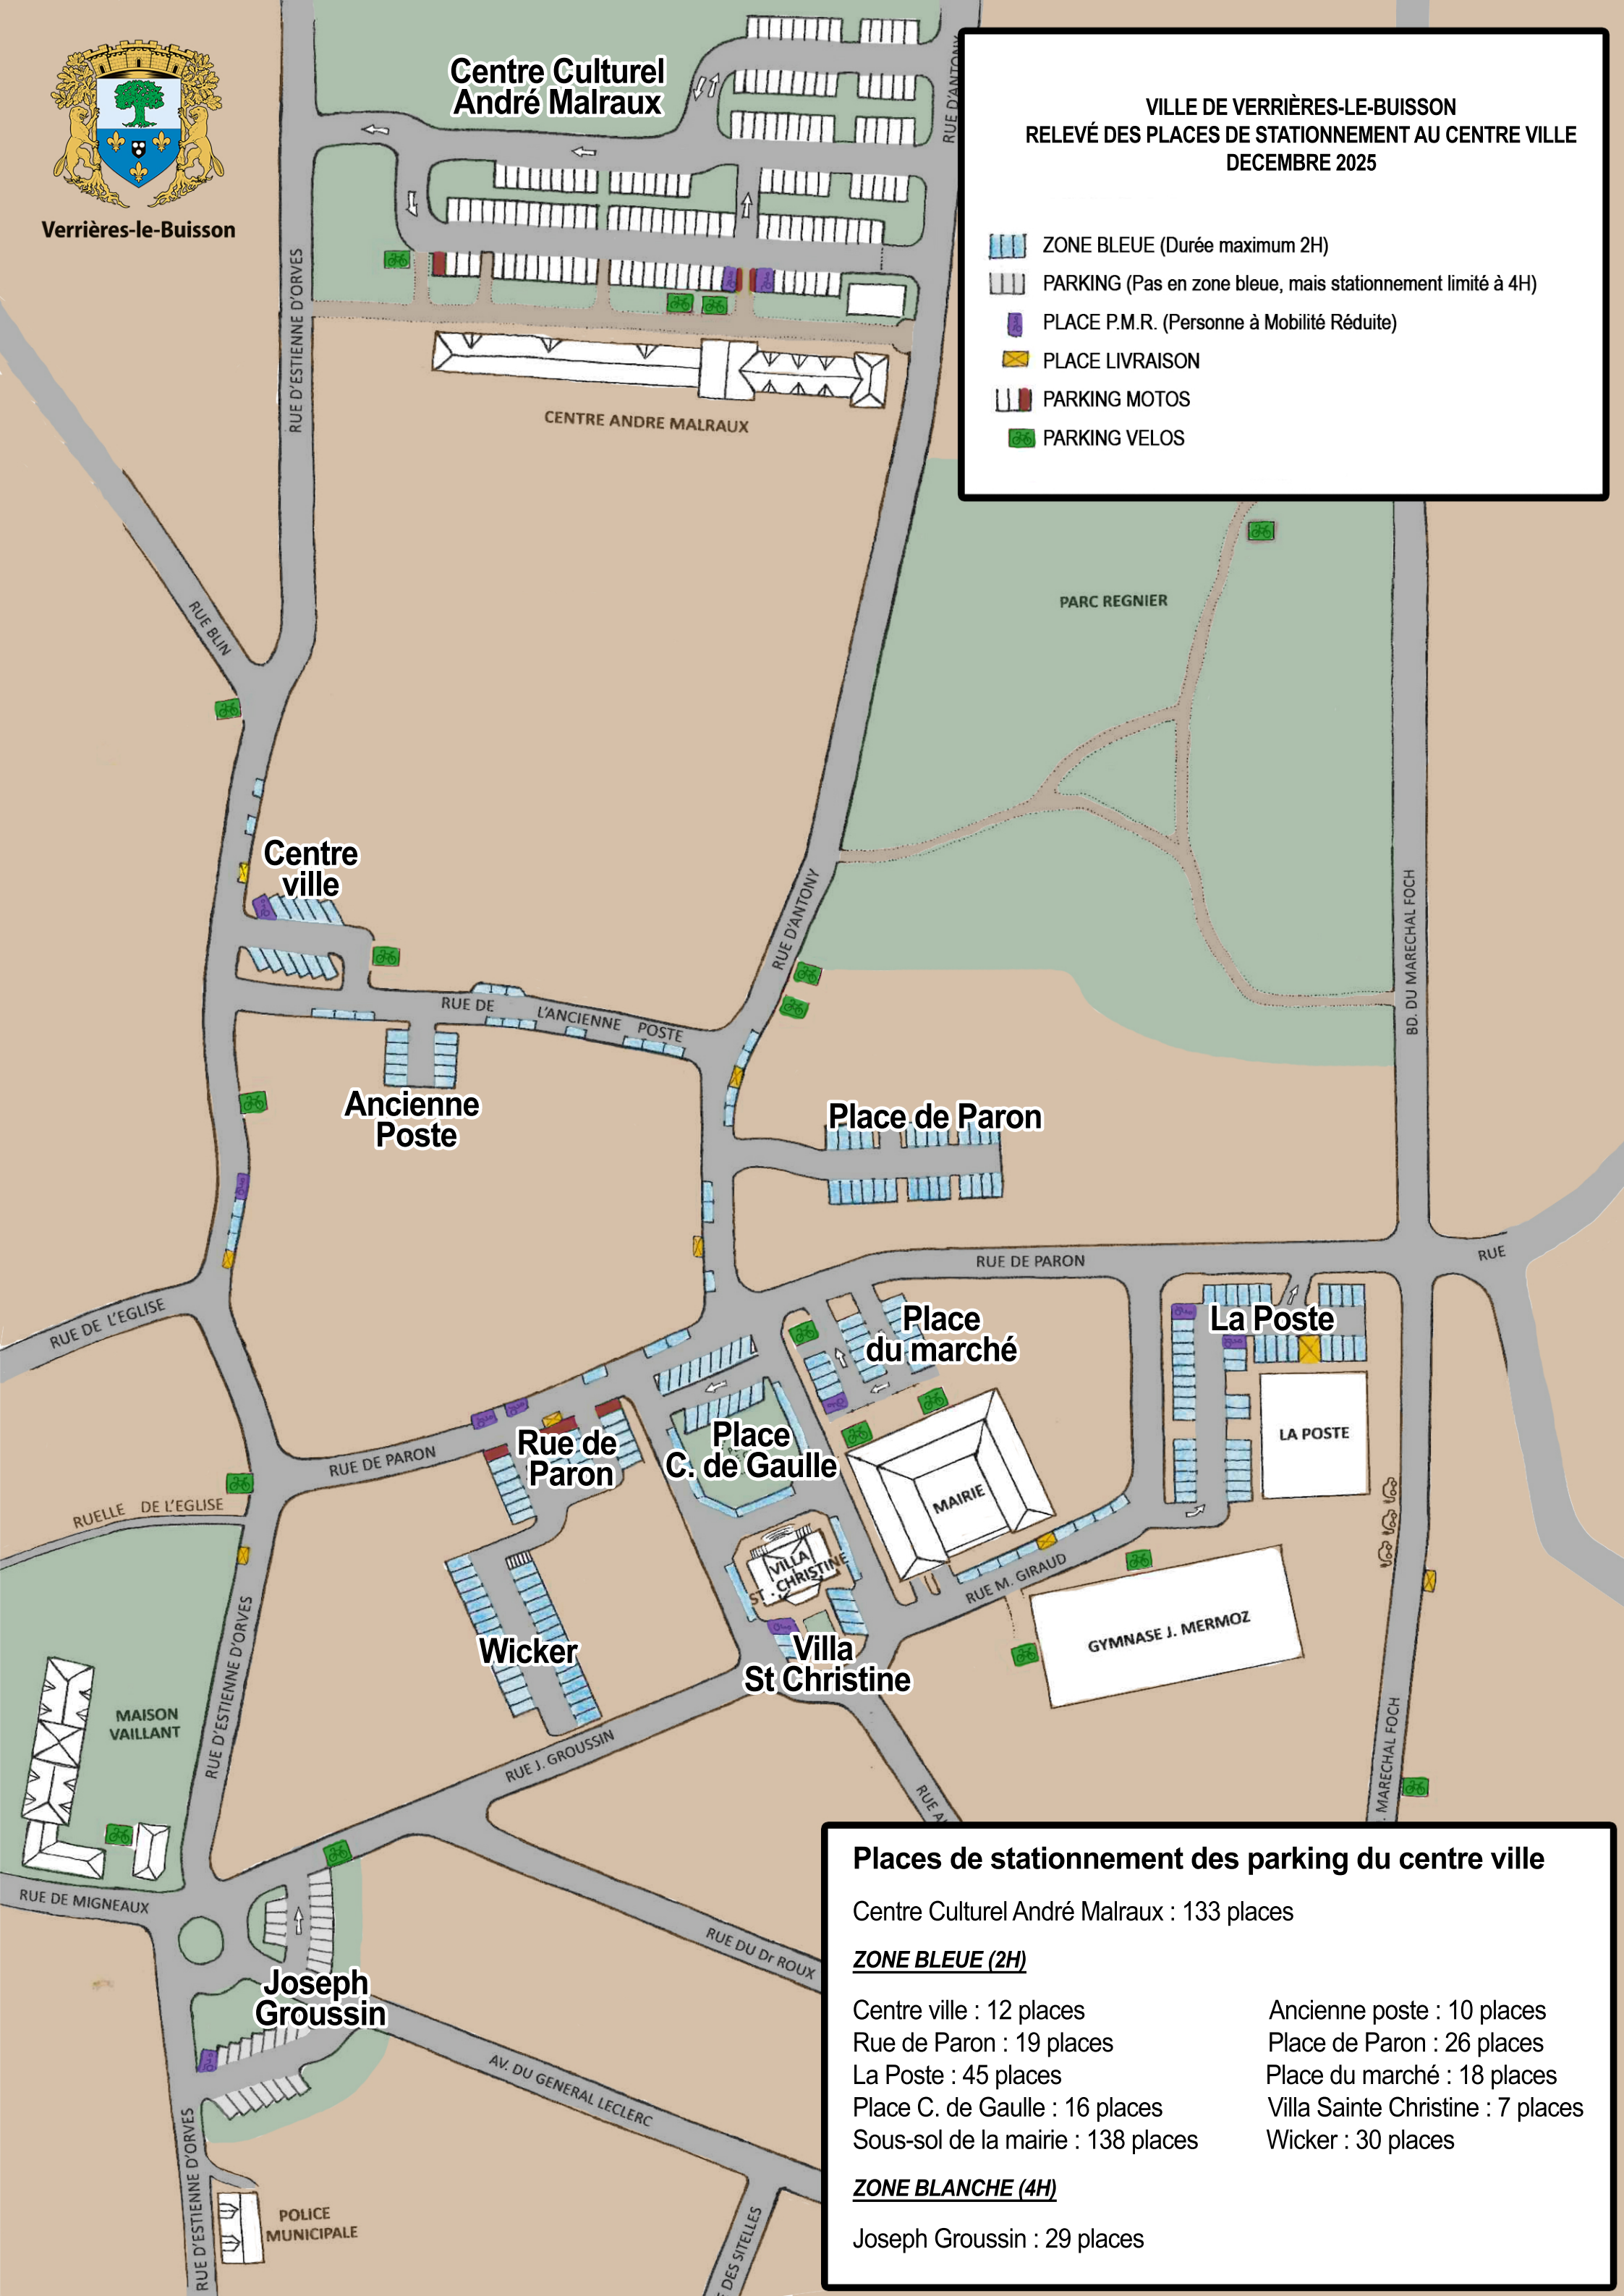 Centre Culturel
André Malraux
Verrières-le-Buisson
VILLE DE VERRIÈRES-LE-BUISSON
RELEVÉ DES PLACES DE STATIONNEMENT AU CENTRE VILLE
DECEMBRE 2025
ZONE BLEUE (Durée maximum 2H)
PARKING (Pas en zone bleue, mais stationnement limité à 4H)
PLACE P.M.R. (Personne à Mobilité Réduite)
PLACE LIVRAISON
PARKING MOTOS
PARKING VELOS
RUE D'ANTONY
RUE D'ESTIENNE D'ORVES
CENTRE ANDRE MALRAUX
PARC REGNIER
RUE BLIN
Centre
ville
RUE D'ANTONY
BD. DU MARECHAL FOCH
RUE DE L'ANCIENNE POSTE
Ancienne
Poste
Place de Paron
RUE DE PARON
RUE
RUE DE L'EGLISE
Place
du marché
La Poste
LA POSTE
Place
C. de Gaulle
Rue de
Paron
RUE DE PARON
MAIRIE
RUELLE DE L'EGLISE
VILLA
ST. CHRISTINE
RUE M. GIRAUD
GYMNASE J. MERMOZ
Wicker
Villa
St Christine
MAISON
VAILLANT
RUE D'ESTIENNE D'ORVES
RUE J. GROUSSIN
RUE A
. MARECHAL FOCH
RUE DE MIGNEAUX
RUE DU Dr ROUX
Joseph
Groussin
AV. DU GENERAL LECLERC
RUE D'ESTIENNE D'ORVES
POLICE
MUNICIPALE
DES SITELLES
Places de stationnement des parking du centre ville
Centre Culturel André Malraux : 133 places
ZONE BLEUE (2H)
Centre ville : 12 places
Ancienne poste : 10 places
Rue de Paron : 19 places
Place de Paron : 26 places
La Poste : 45 places
Place du marché : 18 places
Place C. de Gaulle : 16 places
Villa Sainte Christine : 7 places
Sous-sol de la mairie : 138 places
Wicker : 30 places
ZONE BLANCHE (4H)
Joseph Groussin : 29 places